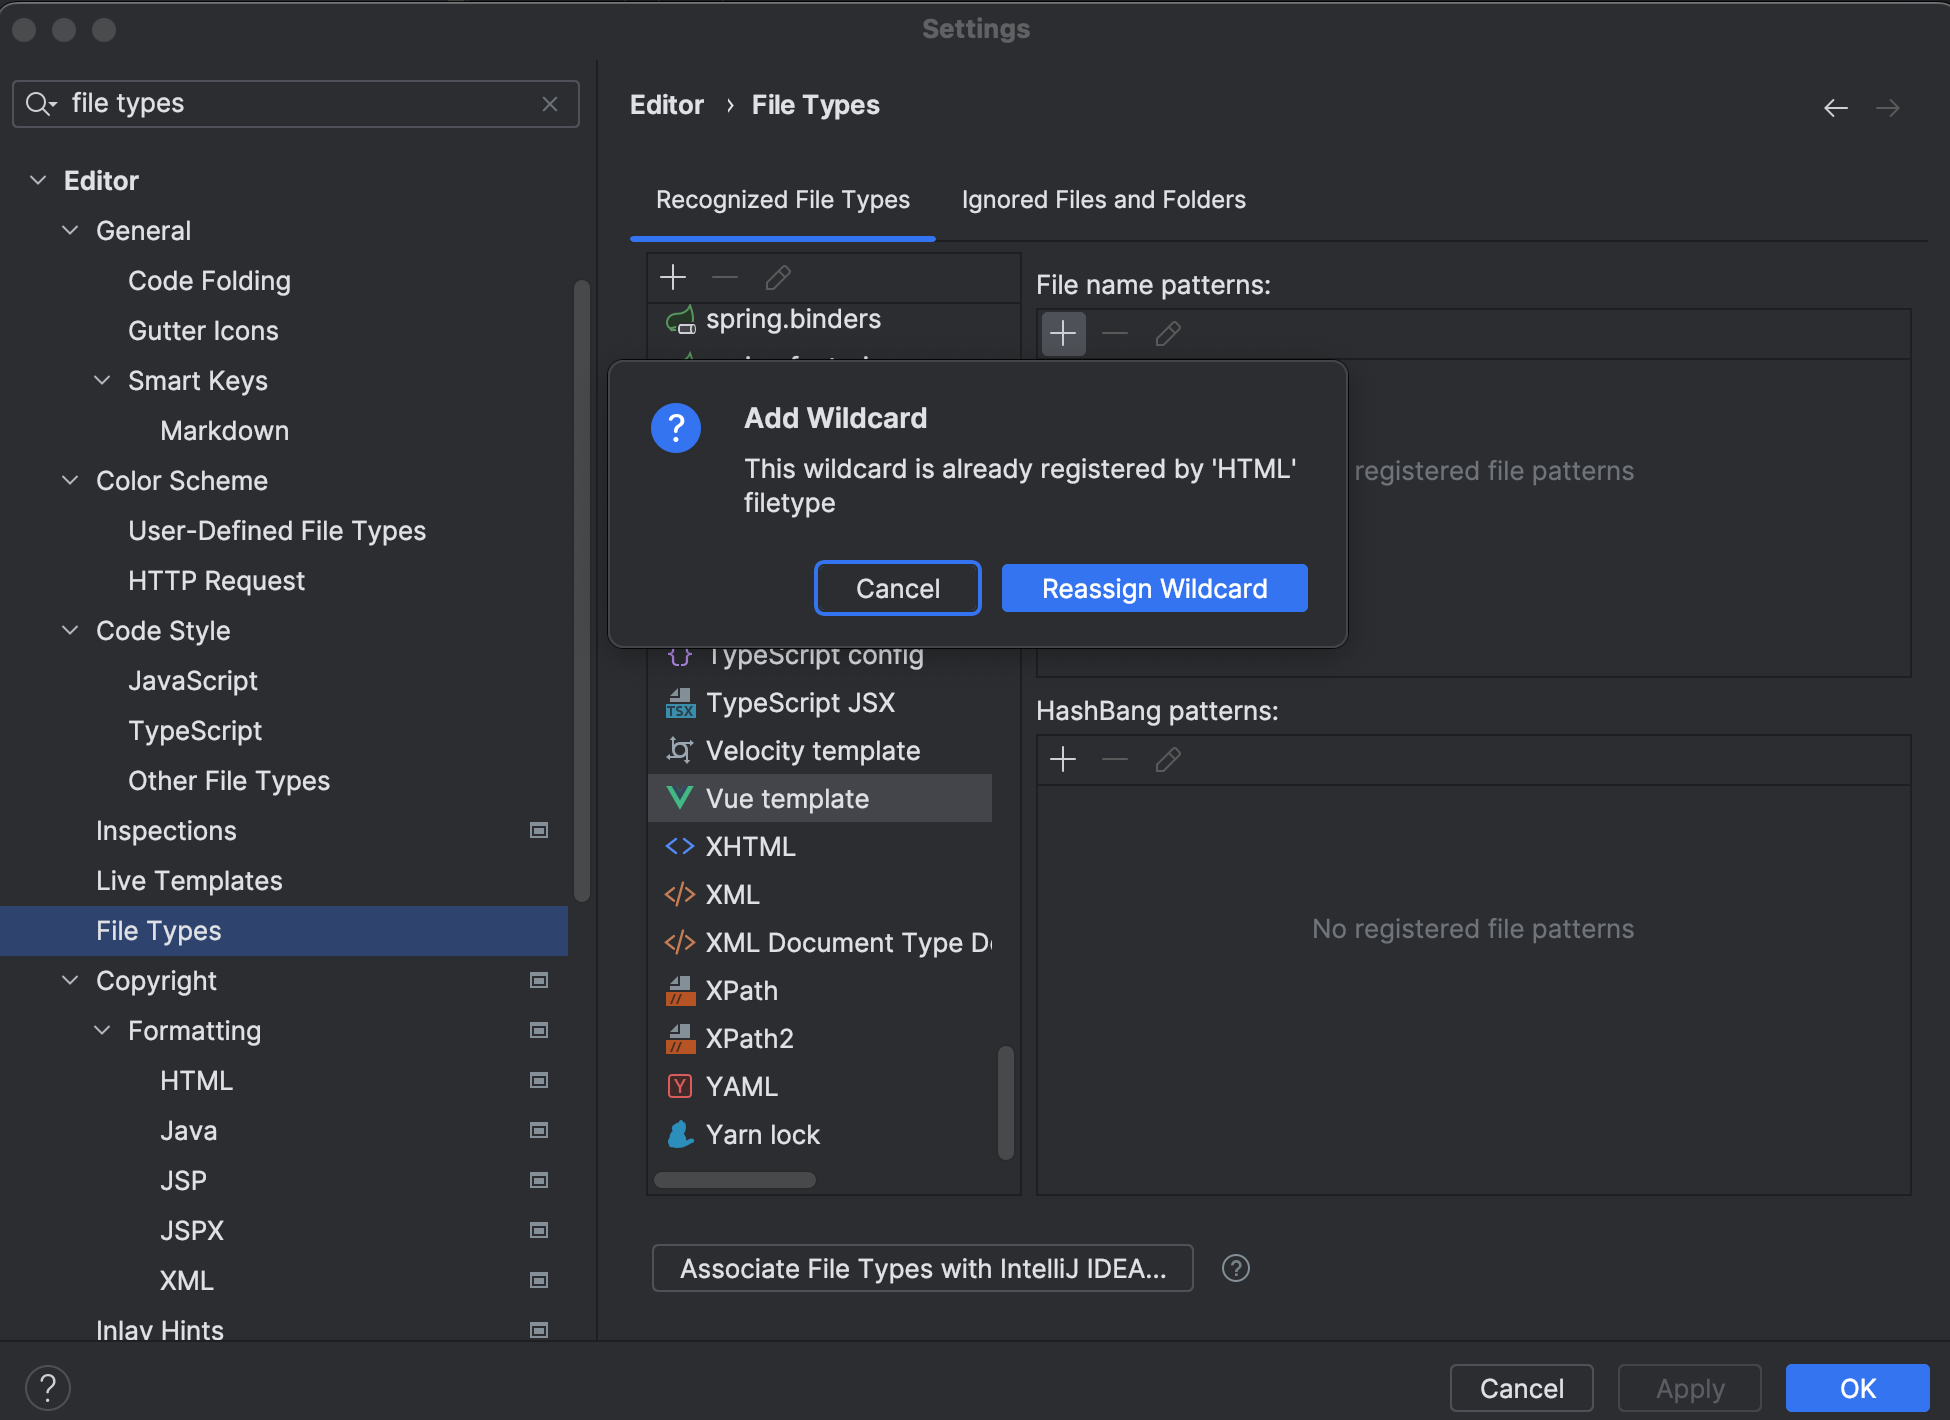 Settings
file types
Editor
General
Code Folding
Gutter Icons
Smart Keys
Markdown
Color Scheme
User-Defined File Types
HTTP Request
Code Style
JavaScript
TypeScript
Other File Types
Inspections
Live Templates
File Types
Copyright
Formatting
HTML
Java
JSP
JSPX
XML
Inlay Hints
Editor › File Types
Recognized File Types
Ignored Files and Folders
spring.binders
TypeScript config
TSX TypeScript JSX
Velocity template
Vue template
XHTML
XML
XML Document Type De
// XPath
// XPath2
Y YAML
Yarn lock
File name patterns:
registered file patterns
HashBang patterns:
No registered file patterns
? Add Wildcard
This wildcard is already registered by 'HTML'
filetype
Cancel
Reassign Wildcard
Associate File Types with IntelliJ IDEA...
?
?
Cancel
Apply
OK